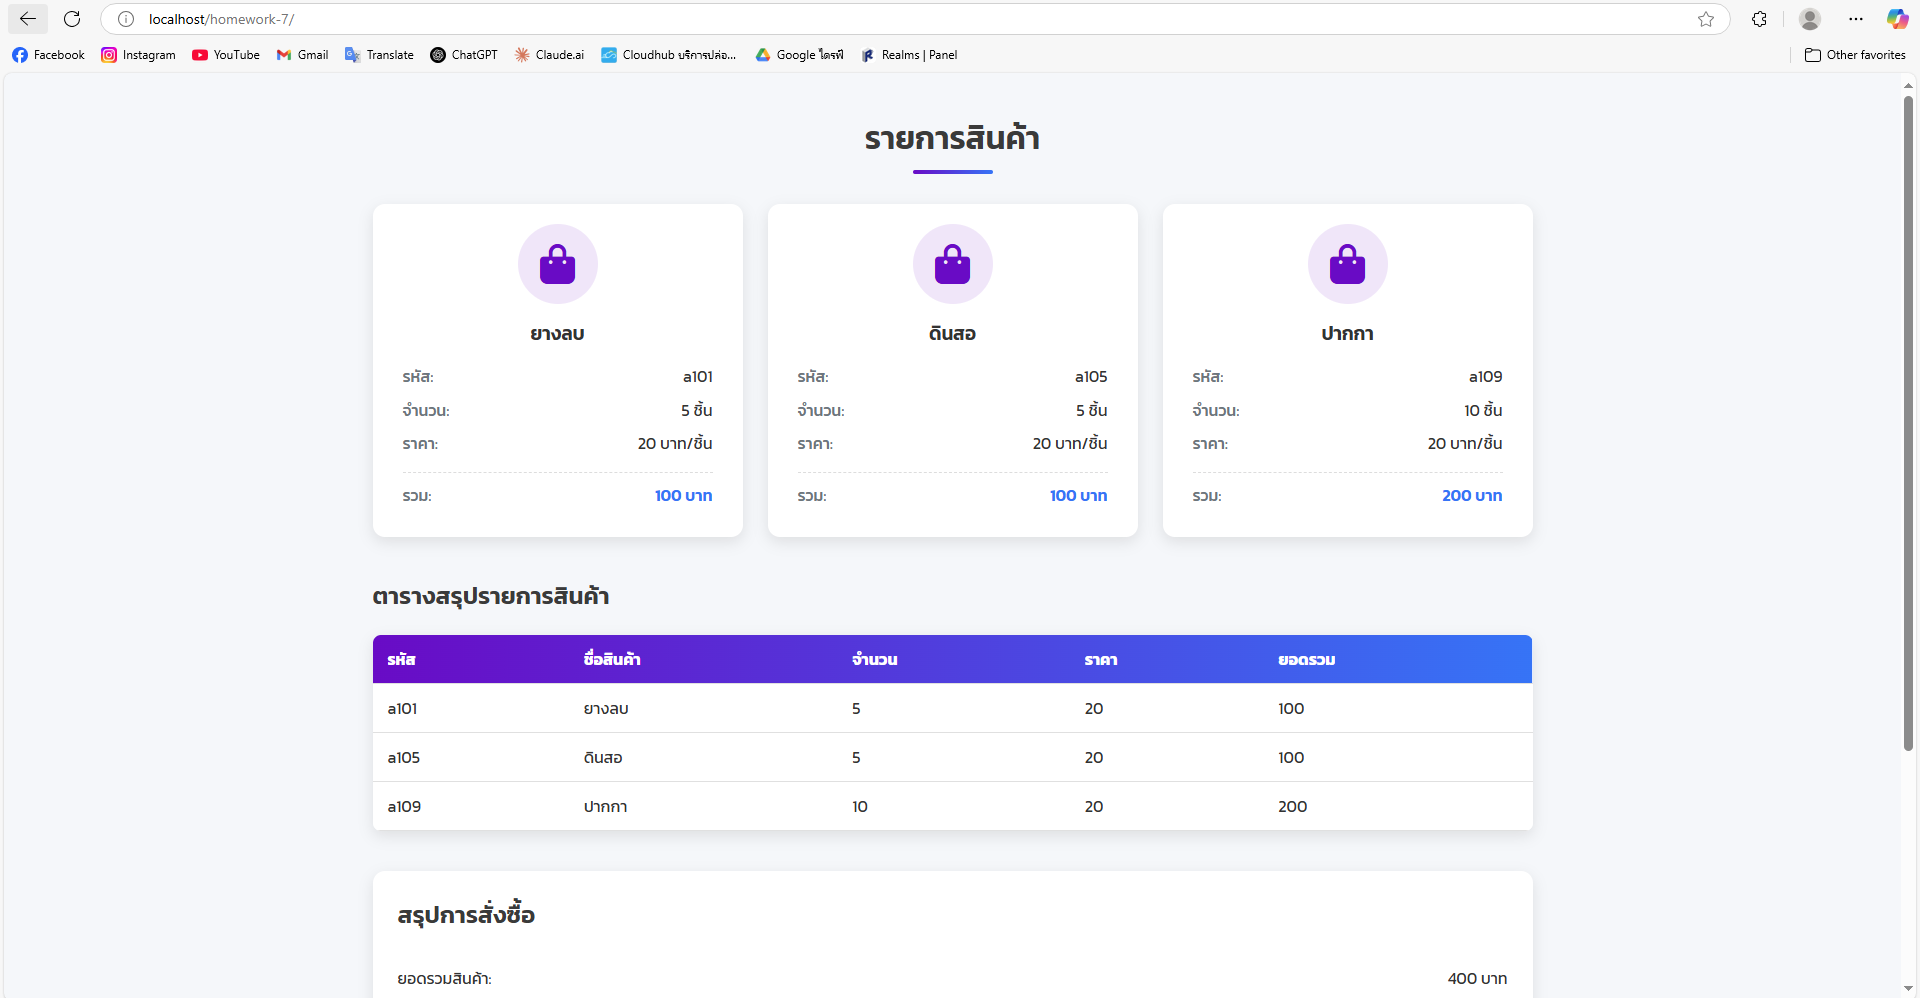 localhost/homework-7/
Facebook Instagram YouTube Gmail Translate ChatGPT Claude.ai Cloudhub บริการปล่อ... Google ไดรฟ์ Realms | Panel Other favorites
รายการสินค้า
ยางลบ
รหัส: a101
จำนวน: 5 ชิ้น
ราคา: 20 บาท/ชิ้น
รวม: 100 บาท
ดินสอ
รหัส: a105
จำนวน: 5 ชิ้น
ราคา: 20 บาท/ชิ้น
รวม: 100 บาท
ปากกา
รหัส: a109
จำนวน: 10 ชิ้น
ราคา: 20 บาท/ชิ้น
รวม: 200 บาท
ตารางสรุปรายการสินค้า
รหัส ชื่อสินค้า จำนวน ราคา ยอดรวม
a101 ยางลบ 5 20 100
a105 ดินสอ 5 20 100
a109 ปากกา 10 20 200
สรุปการสั่งซื้อ
ยอดรวมสินค้า: 400 บาท